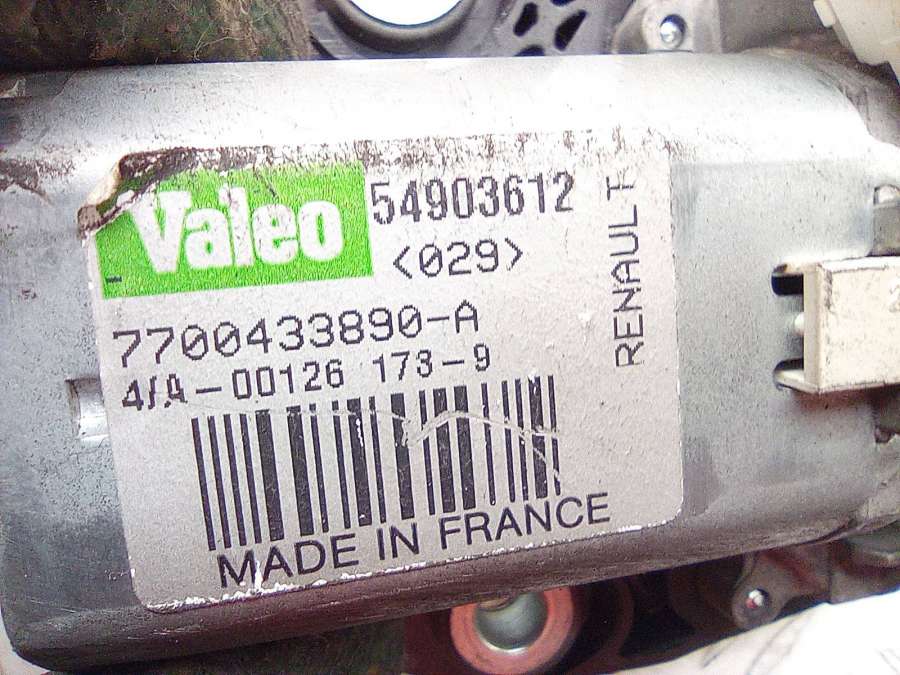 Valeo 54903612
<029>
7700433890-A
4/A-00126 173-9
MADE IN FRANCE
RENAULT